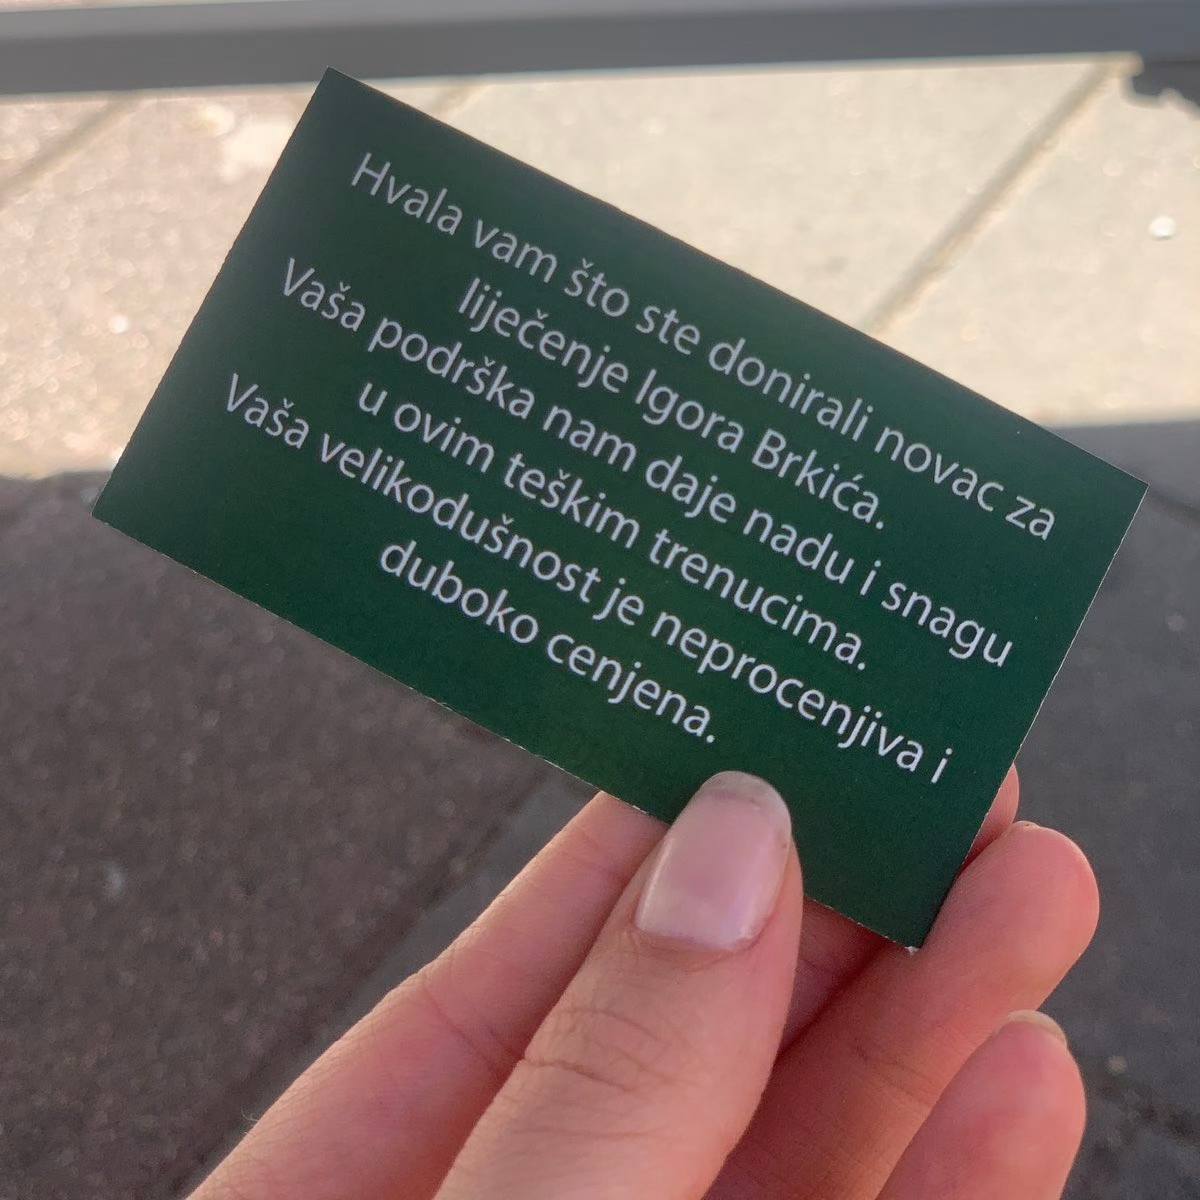 Hvala vam što ste donirali novac za
liječenje Igora Brkića.
Vaša podrška nam daje nadu i snagu
u ovim teškim trenucima.
Vaša velikodušnost je neprocenjiva i
duboko cenjena.